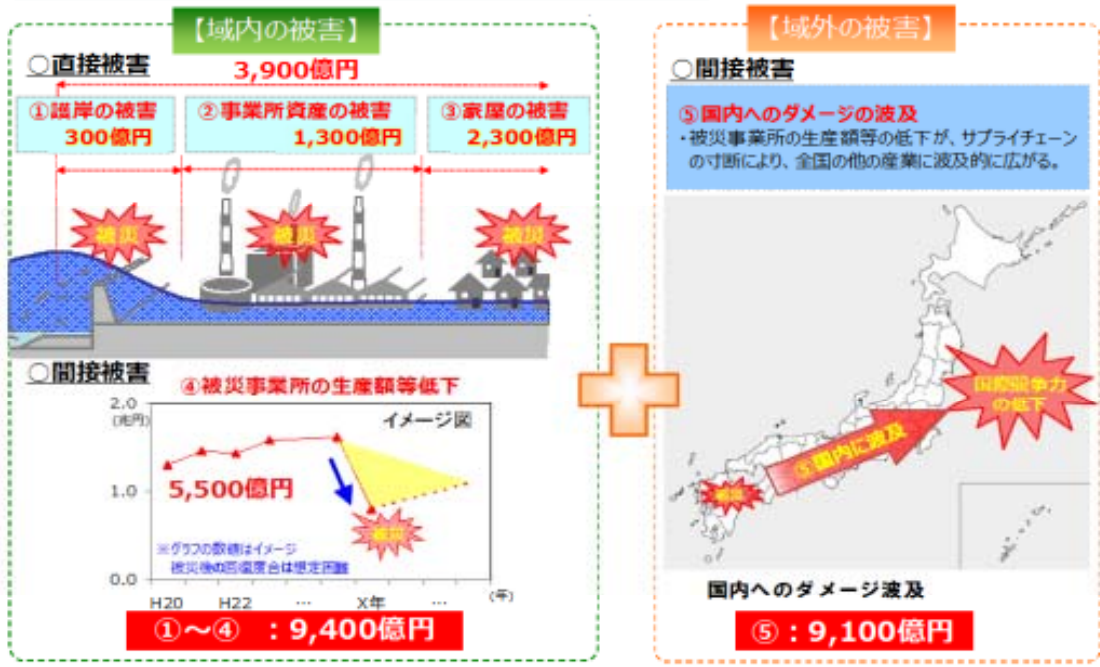 【域内の被害】
○直接被害
3,900億円
①護岸の被害
300億円
②事業所資産の被害
1,300億円
③家屋の被害
2,300億円
被災
被災
被災
○間接被害
④被災事業所の生産額等低下
2.0
(兆円)
イメージ図
1.0
5,500億円
被災
※グラフの数値はイメージ
被災後の回復度合は想定困難
0.0
H20 H22 … X年 … (年)
①～④ :9,400億円
【域外の被害】
○間接被害
⑤国内へのダメージの波及
・被災事業所の生産額等の低下が、サプライチェーン
の寸断により、全国の他の産業に波及的に広がる。
国際競争力
の低下
⑤国内に波及
被災
国内へのダメージ波及
⑤:9,100億円